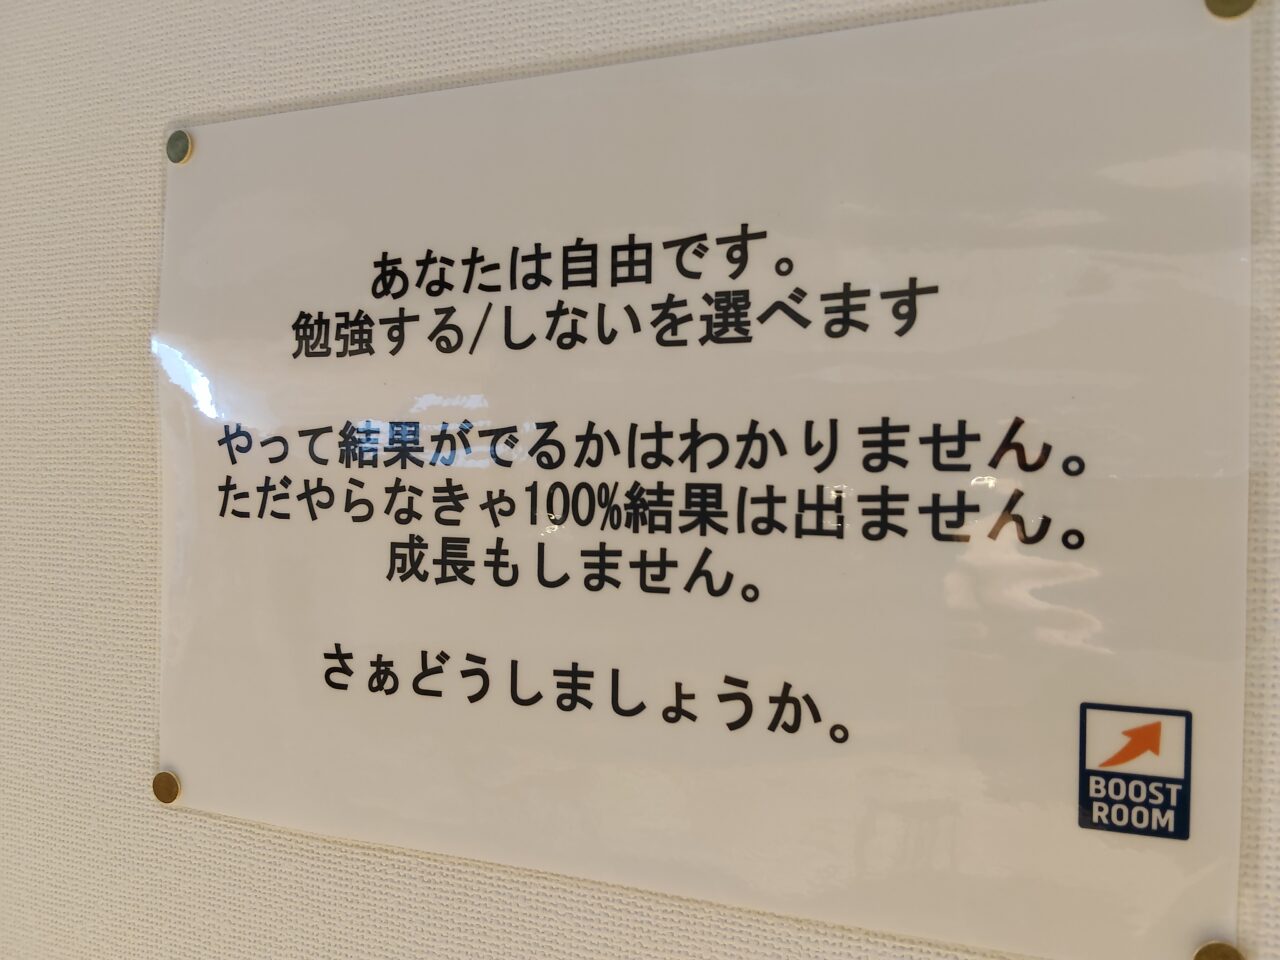 あなたは自由です。
勉強する/しないを選べます
やって結果がでるかはわかりません。
ただやらなきゃ100%結果は出ません。
成長もしません。
さぁどうしましょうか。
BOOST
ROOM